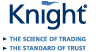 Knight
THE SCIENCE OF TRADING
THE STANDARD OF TRUST